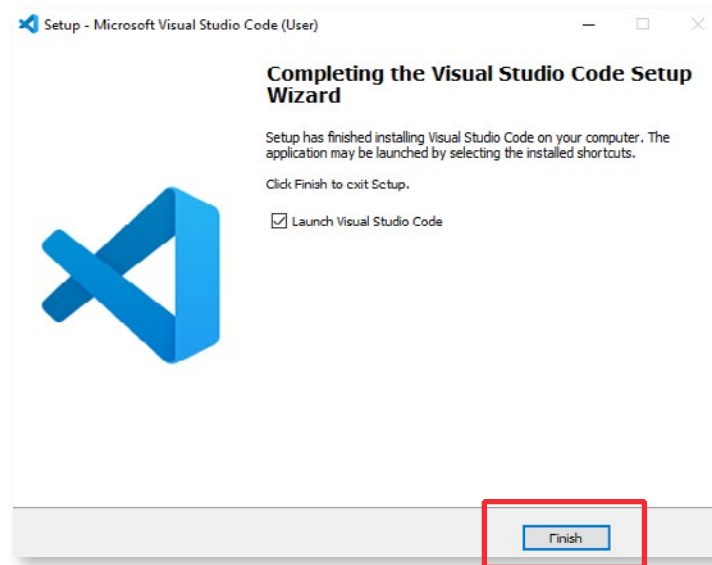 Setup - Microsoft Visual Studio Code (User)
Completing the Visual Studio Code Setup
Wizard
Setup has finished installing Visual Studio Code on your computer. The
application may be launched by selecting the installed shortcuts.
Click Finish to exit Setup.
Launch Visual Studio Code
Finish